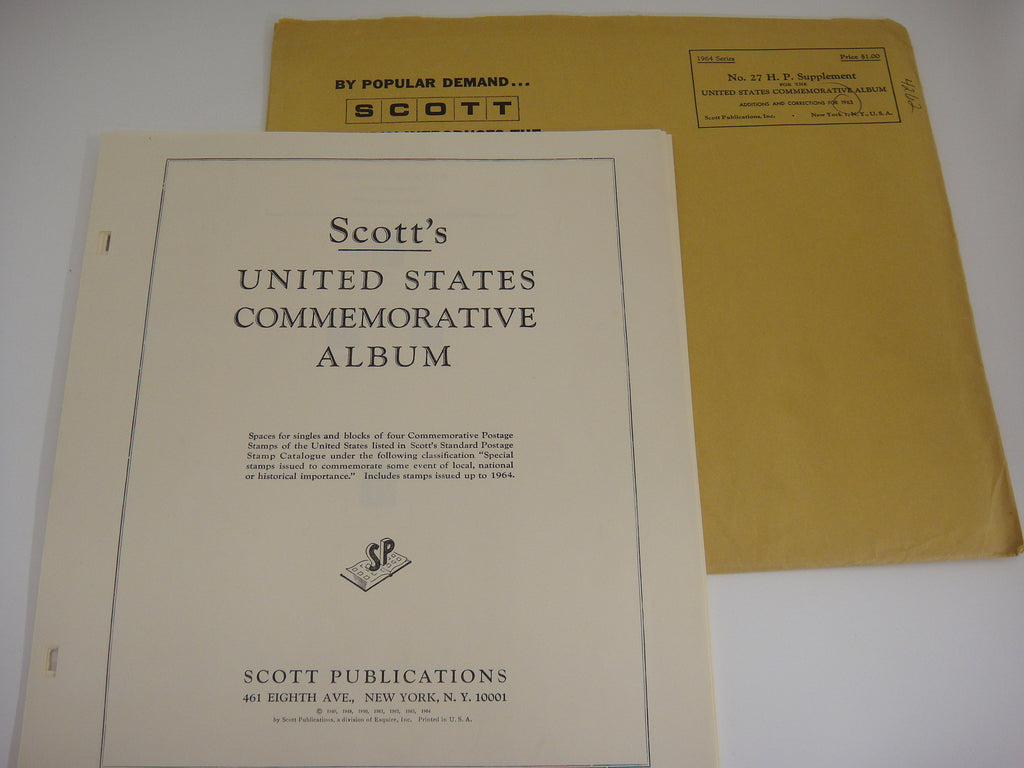 BY POPULAR DEMAND...
SCOTT
INTRODUCES THE
1964 Series Price $1.00
No. 27 H. P. Supplement
FOR THE
UNITED STATES COMMEMORATIVE ALBUM
ADDITIONS AND CORRECTIONS FOR 1963
Scott Publications, Inc. • New York 1, N. Y., U. S. A.
Scott's
UNITED STATES
COMMEMORATIVE
ALBUM
Spaces for singles and blocks of four Commemorative Postage
Stamps of the United States listed in Scott's Standard Postage
Stamp Catalogue under the following classification "Special
stamps issued to commemorate some event of local, national
or historical importance." Includes stamps issued up to 1964.
SP
SCOTT PUBLICATIONS
461 EIGHTH AVE., NEW YORK, N. Y. 10001
by Scott Publications, a division of Esquire, Inc. Printed in U. S. A.